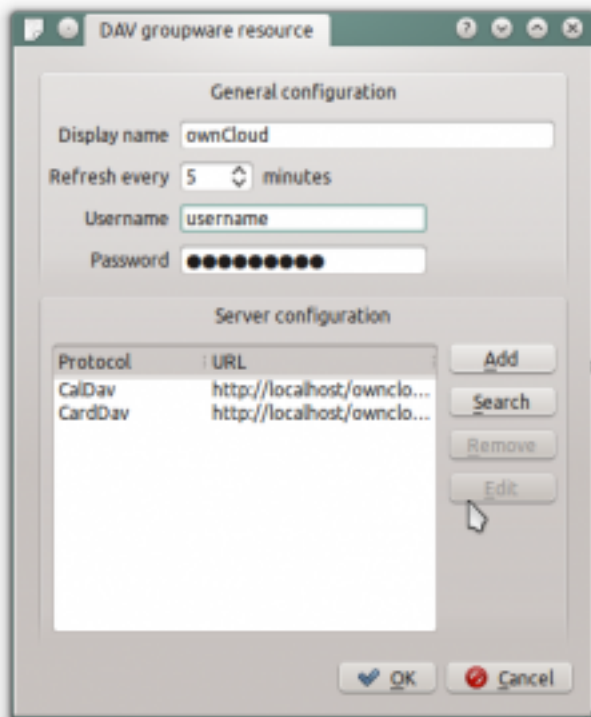 DAV groupware resource
General configuration
Display name ownCloud
Refresh every 5 minutes
Username username
Password ●●●●●●●●●
Server configuration
Protocol URL
CalDav http://localhost/ownclo...
CardDav http://localhost/ownclo...
Add
Search
Remove
Edit
OK Cancel